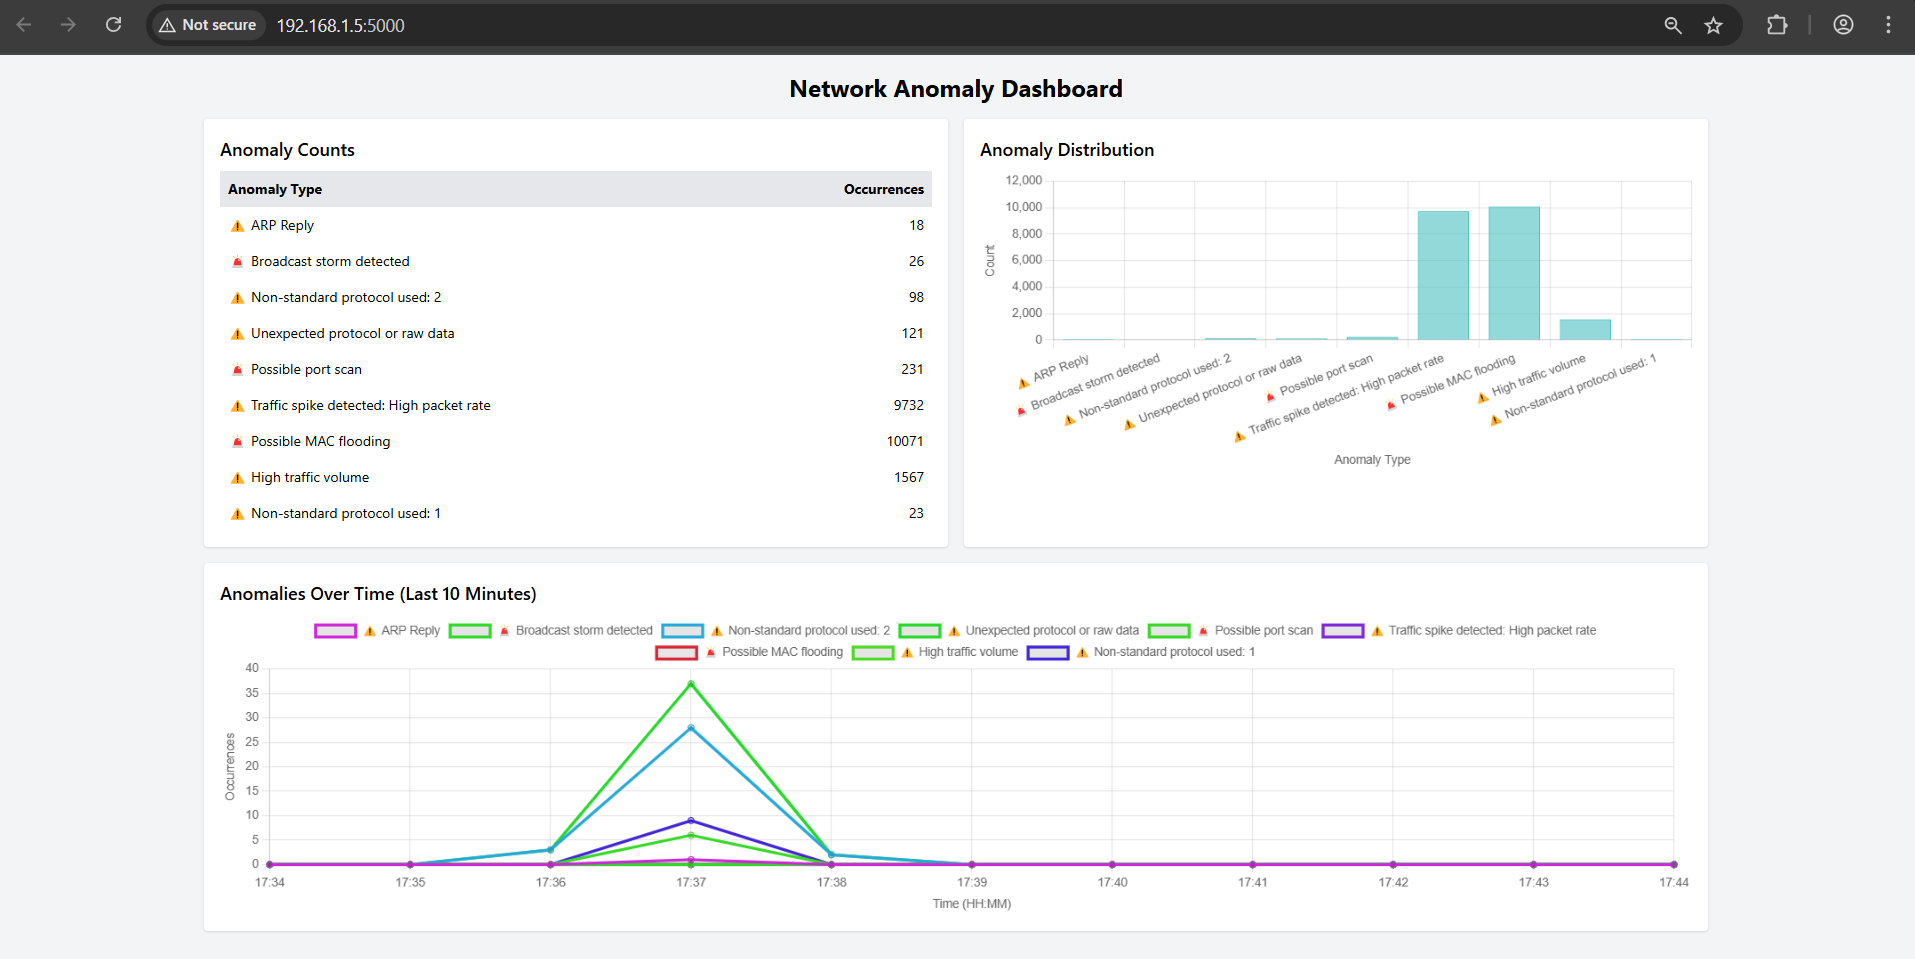 Not secure 192.168.1.5:5000
Network Anomaly Dashboard
Anomaly Counts
Anomaly Type Occurrences
⚠️ ARP Reply 18
🚨 Broadcast storm detected 26
⚠️ Non-standard protocol used: 2 98
⚠️ Unexpected protocol or raw data 121
🚨 Possible port scan 231
⚠️ Traffic spike detected: High packet rate 9732
🚨 Possible MAC flooding 10071
⚠️ High traffic volume 1567
⚠️ Non-standard protocol used: 1 23
Anomaly Distribution
12,000
10,000
8,000
6,000
4,000
2,000
0
Count
⚠️ ARP Reply
🚨 Broadcast storm detected
⚠️ Non-standard protocol used: 2
⚠️ Unexpected protocol or raw data
🚨 Possible port scan
⚠️ Traffic spike detected: High packet rate
🚨 Possible MAC flooding
⚠️ High traffic volume
⚠️ Non-standard protocol used: 1
Anomaly Type
Anomalies Over Time (Last 10 Minutes)
⚠️ ARP Reply 🚨 Broadcast storm detected ⚠️ Non-standard protocol used: 2 ⚠️ Unexpected protocol or raw data 🚨 Possible port scan ⚠️ Traffic spike detected: High packet rate
🚨 Possible MAC flooding ⚠️ High traffic volume ⚠️ Non-standard protocol used: 1
40
35
30
25
20
15
10
5
0
Occurrences
17:34 17:35 17:36 17:37 17:38 17:39 17:40 17:41 17:42 17:43 17:44
Time (HH:MM)